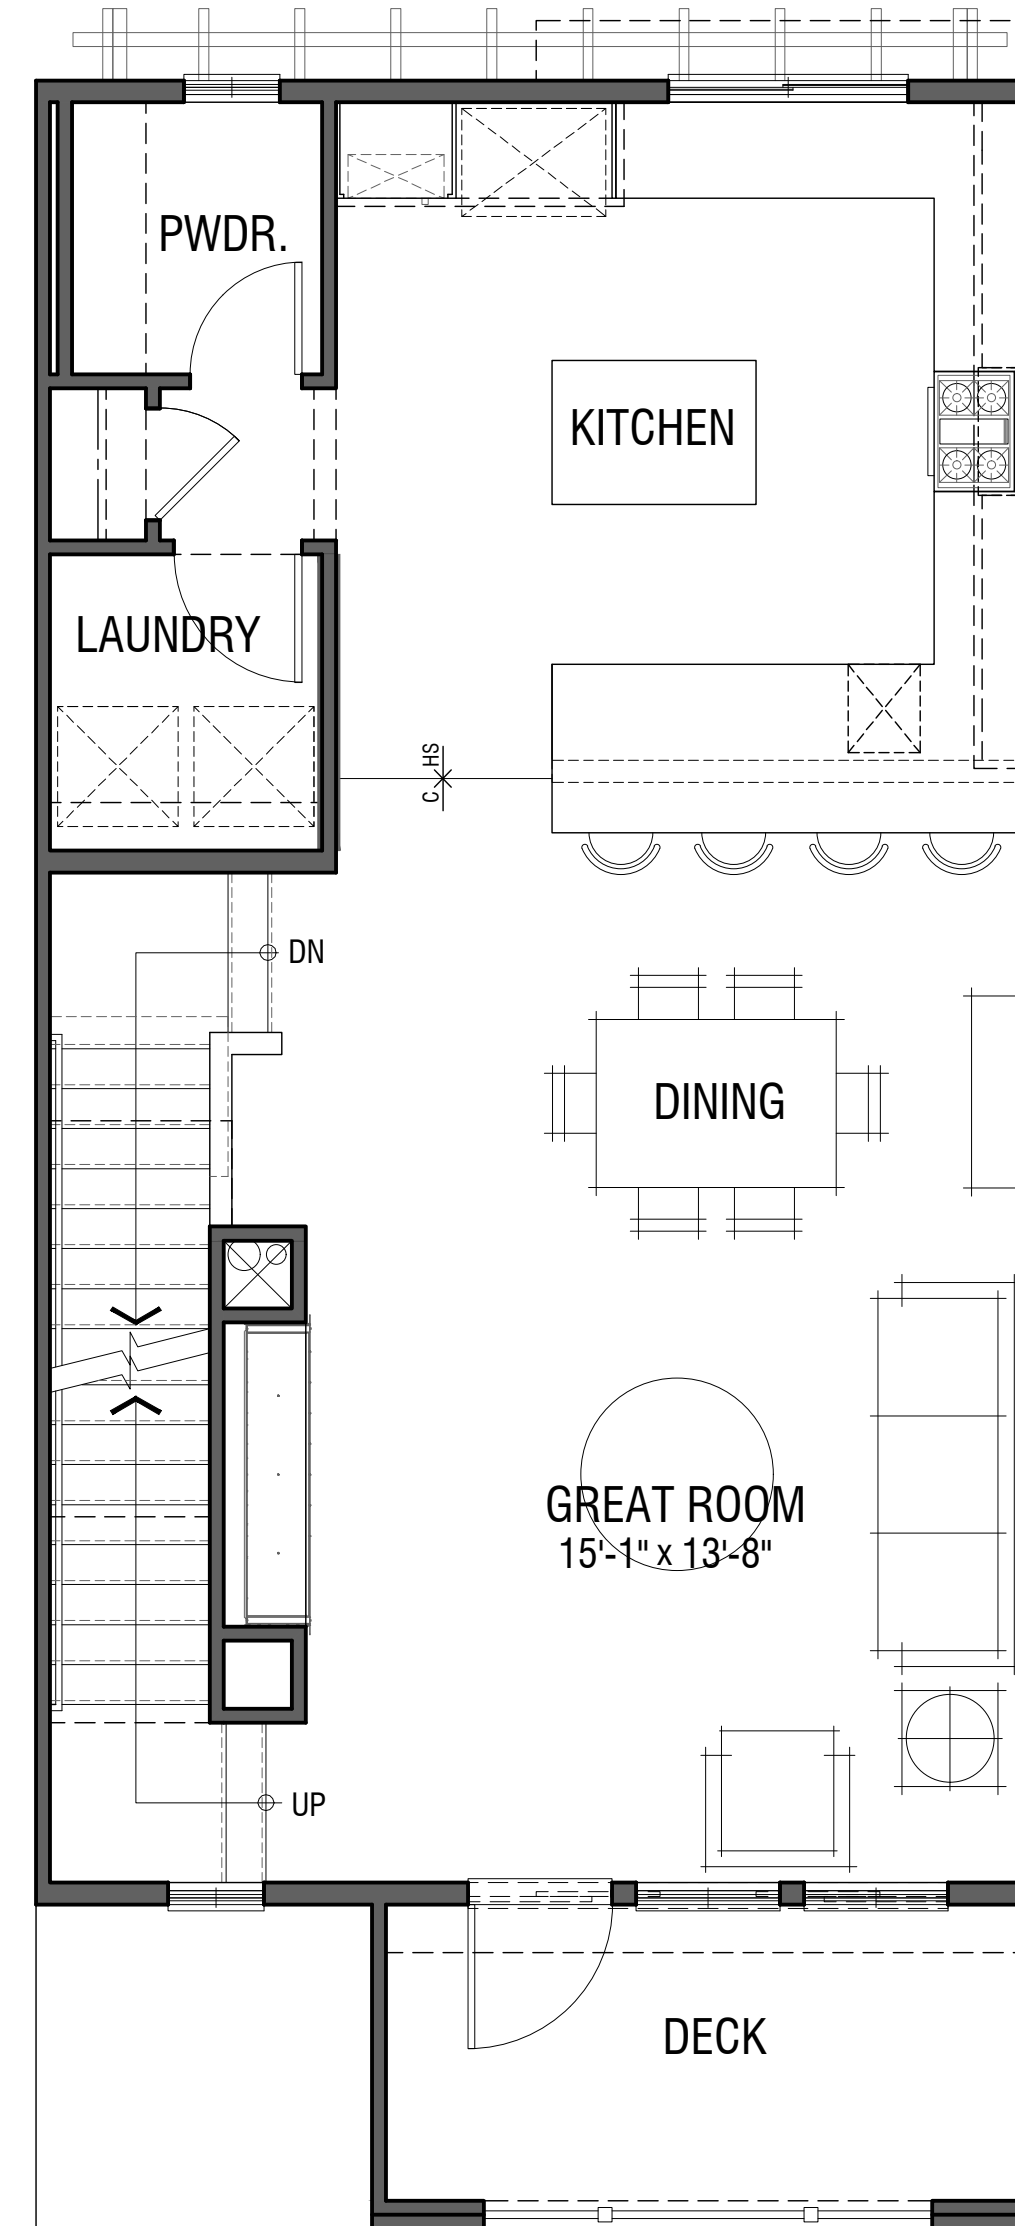 PWDR.
KITCHEN
LAUNDRY
C HS
DN
DINING
GREAT ROOM
15'-1" x 13'-8"
UP
DECK